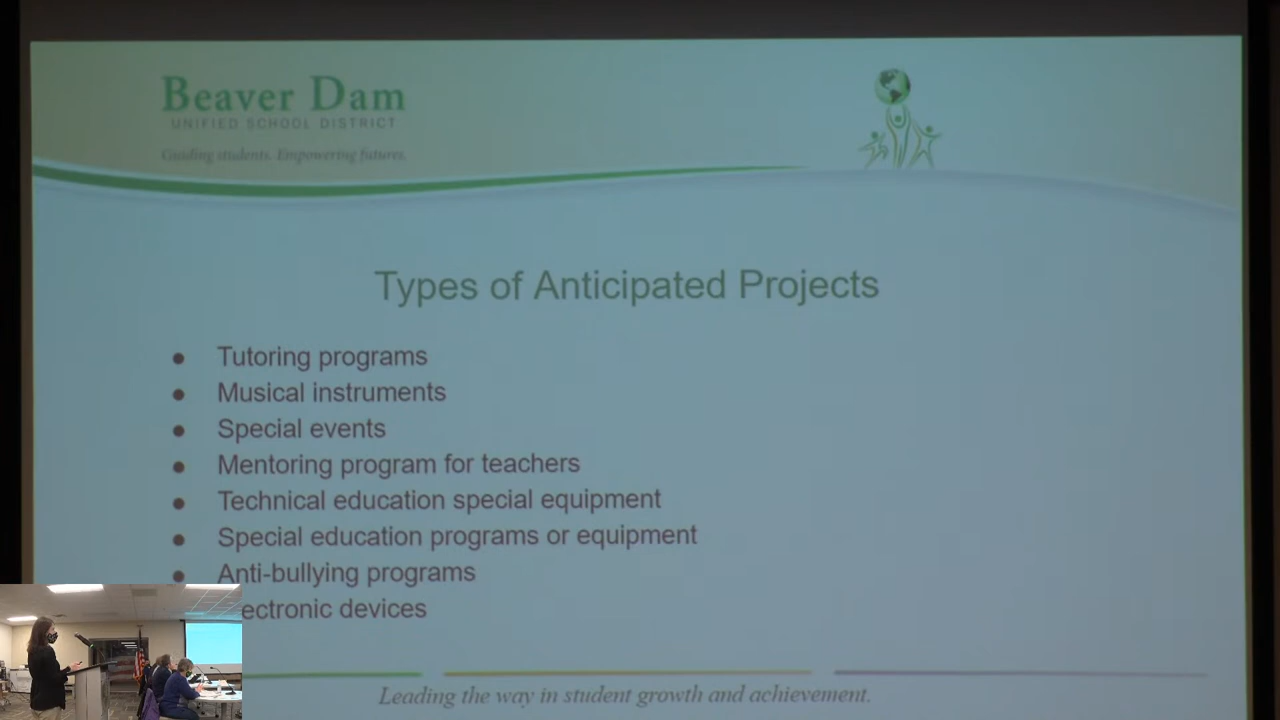 Beaver Dam
UNIFIED SCHOOL DISTRICT
Guiding students. Empowering futures.
Types of Anticipated Projects
● Tutoring programs
● Musical instruments
● Special events
● Mentoring program for teachers
● Technical education special equipment
● Special education programs or equipment
● Anti-bullying programs
ectronic devices
Leading the way in student growth and achievement.